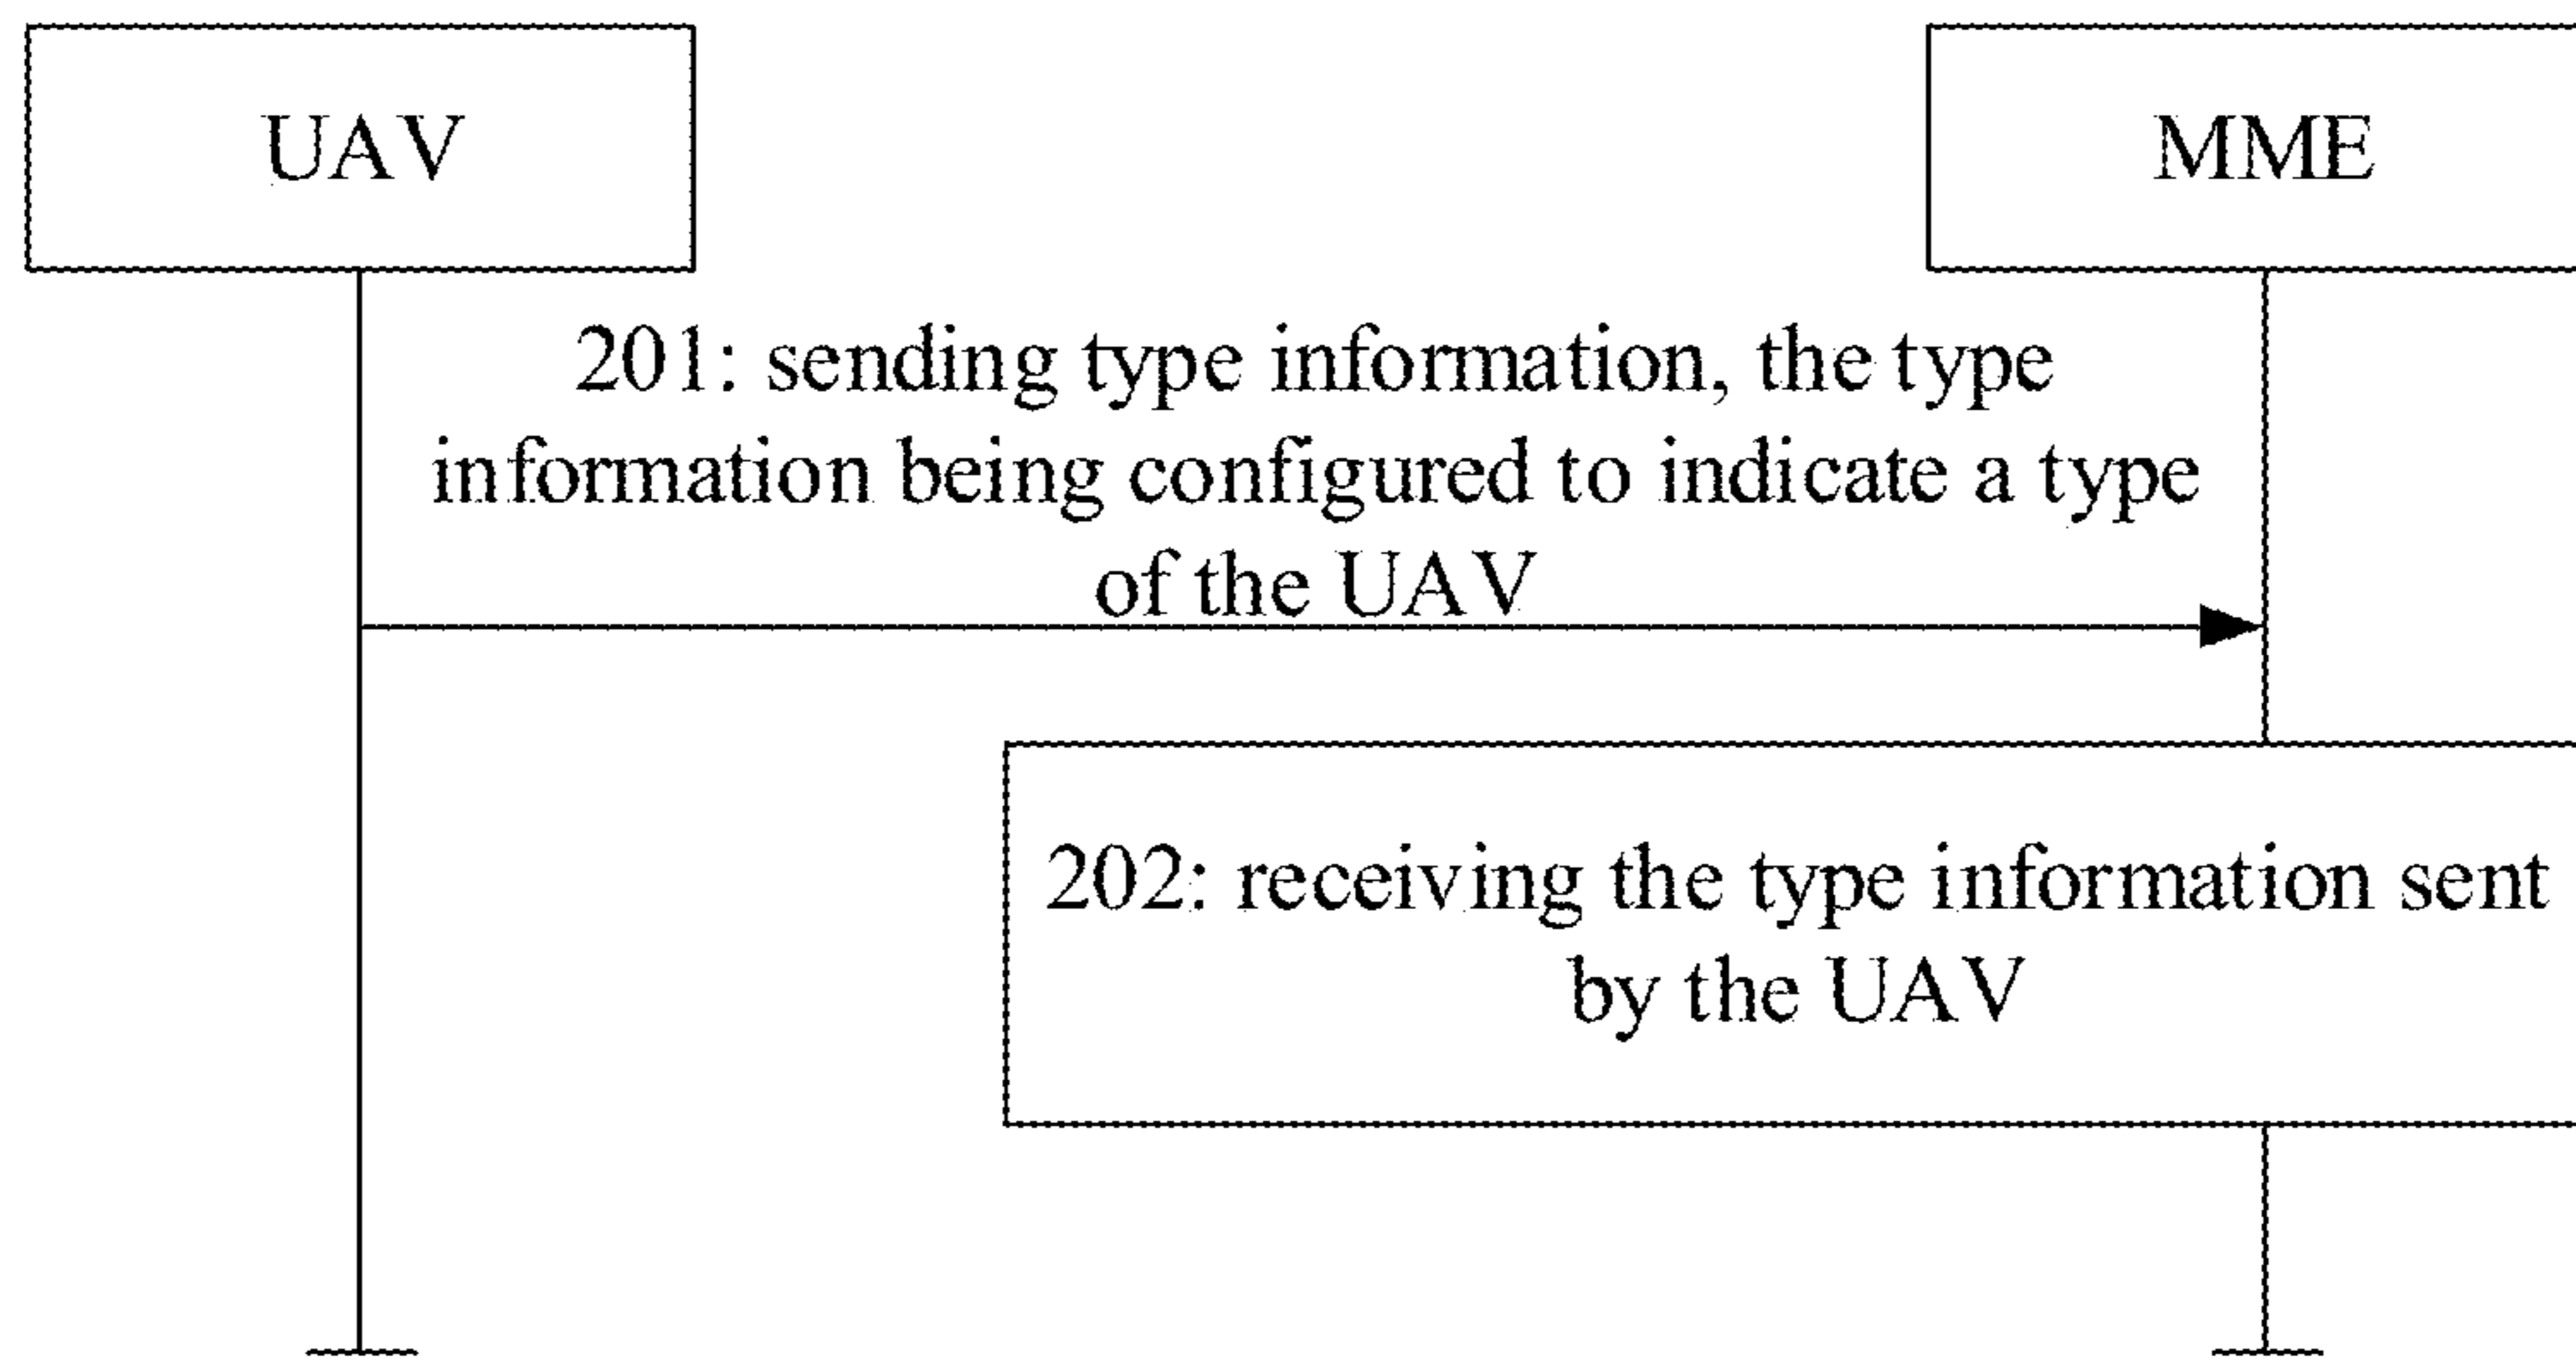 UAV
MME
201: sending type information, the type
information being configured to indicate a type
of the UAV
202: receiving the type information sent
by the UAV